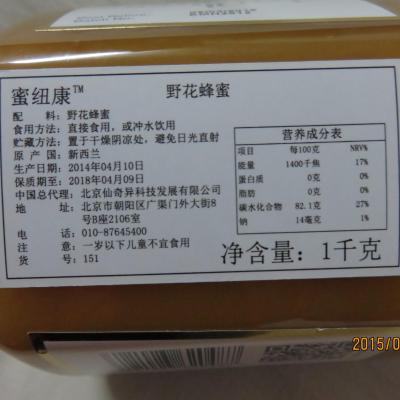 蜜纽康™ 野花蜂蜜
配 料：野花蜂蜜
食用方法：直接食用，或冲水饮用
贮藏方法：置于干燥阴凉处，避免日光直射
原 产 国：新西兰
生产日期：2014年04月10日
保质期至：2018年04月09日
中国总代理：北京仙奇异科技发展有限公司
地 址：北京市朝阳区广渠门外大街8
号B座2106室
电 话：010-87645400
注 意：一岁以下儿童不宜食用
货 号：151
营养成分表
项目 每100克 NRV%
能量 1400千焦 17%
蛋白质 0克 0%
脂肪 0克 0%
碳水化合物 82.1克 27%
钠 14毫克 1%
净含量：1千克
2015/0